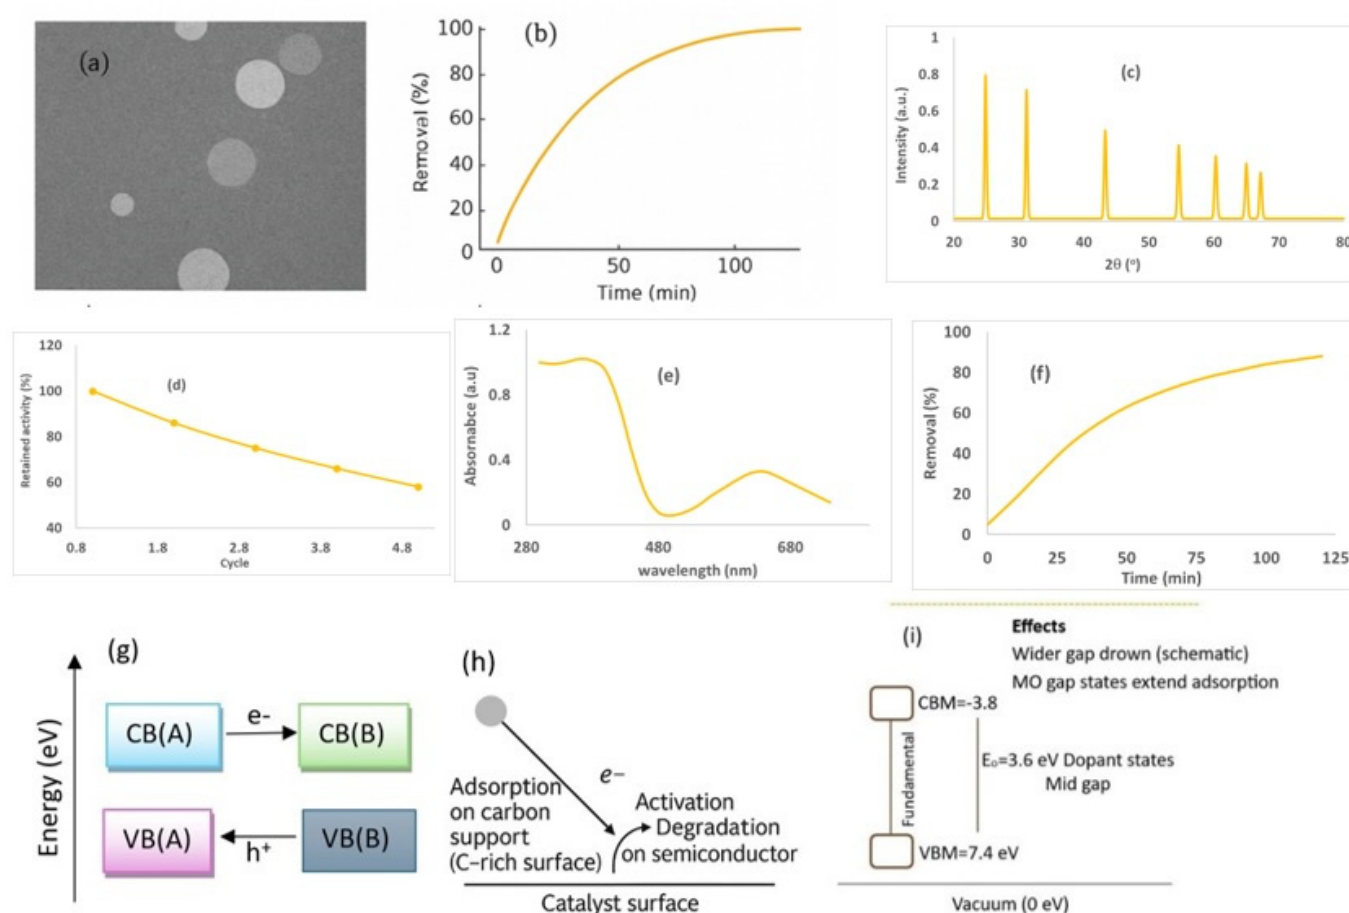 (a)
(b)
100
80
60
40
20
0
Removal (%)
0 50 100
Time (min)
(c)
1
0.8
0.6
0.4
0.2
0
Intensity (a.u.)
20 30 40 50 60 70 80
2θ (°)
(d)
120
100
80
60
40
Retained activity (%)
0.8 1.8 2.8 3.8 4.8
Cycle
(e)
1.2
0.8
0.4
0
Absornabce (a.u)
280 480 680
wavelength (nm)
(f)
100
80
60
40
20
0
Removal (%)
0 25 50 75 100 125
Time (min)
(g)
Energy (eV)
CB(A)
e-
CB(B)
VB(A)
h⁺
VB(B)
(h)
Adsorption
on carbon
support
(C–rich surface)
e–
Activation
Degradation
on semiconductor
Catalyst surface
(i)
Effects
Wider gap drown (schematic)
MO gap states extend adsorption
CBM=-3.8
Fundamental
E₀=3.6 eV Dopant states
Mid gap
VBM=7.4 eV
Vacuum (0 eV)